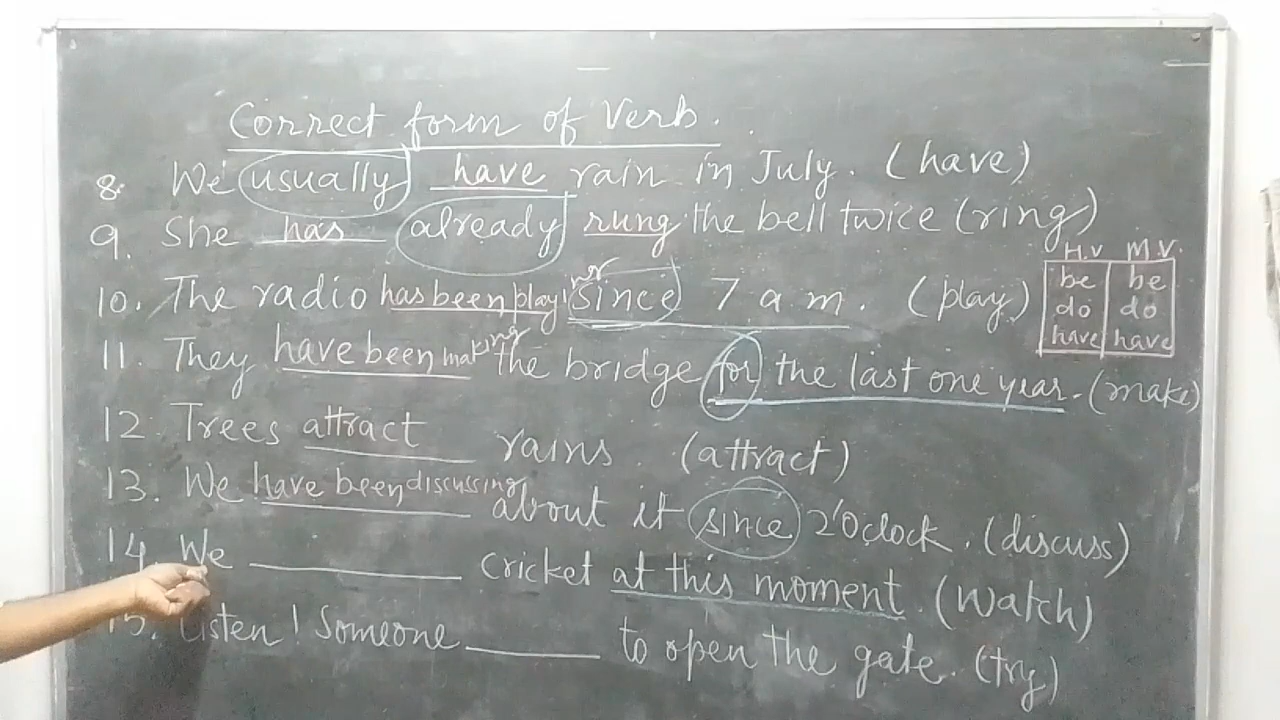 Correct form of Verb.
8. We usually have rain in July. (have)
9. She has already rung the bell twice (ring)
10. The radio has been playing since 7 a.m. (play)
H.V M.V.
be be
do do
have have
11. They have been making the bridge for the last one year. (make)
12. Trees attract rains. (attract)
13. We have been discussing about it since 2'0clock. (discuss)
14 We __________ cricket at this moment. (watch)
15. Listen! Someone ______ to open the gate. (try)